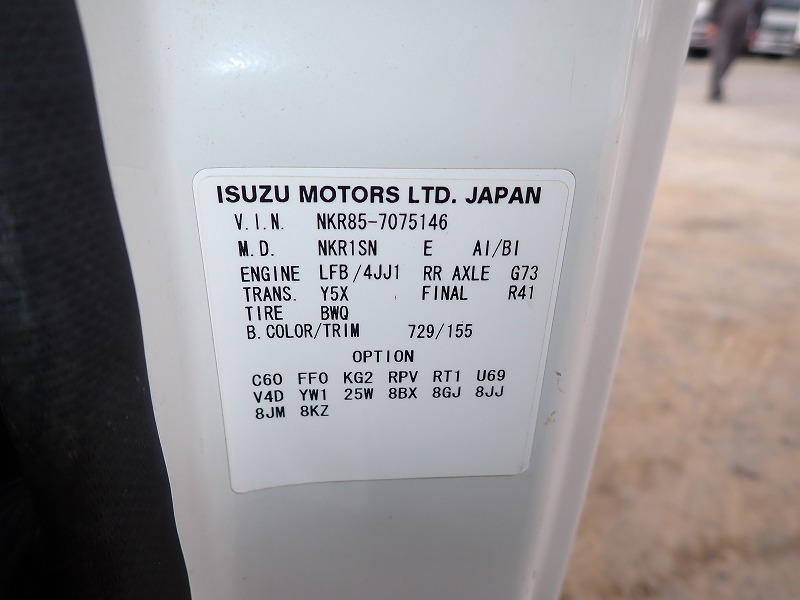 ISUZU MOTORS LTD. JAPAN
V.I.N. NKR85-7075146
M.D. NKR1SN E AI/BI
ENGINE LFB/4JJ1 RR AXLE G73
TRANS. Y5X FINAL R41
TIRE BWQ
B.COLOR/TRIM 729/155
OPTION
C60 FF0 KG2 RPV RT1 U69
V4D YW1 25W 8BX 8GJ 8JJ
8JM 8KZ